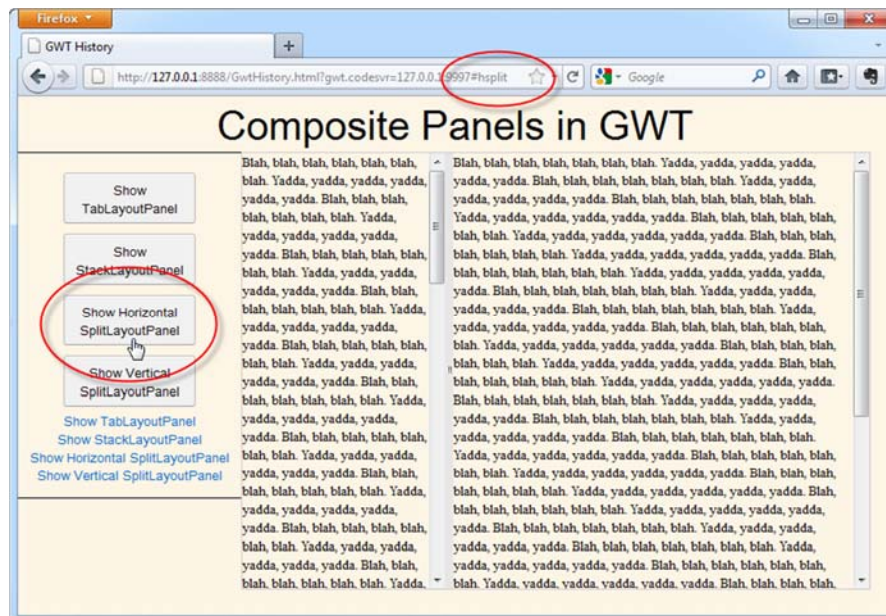 Firefox
GWT History
http://127.0.0.1:8888/GwtHistory.html?gwt.codesvr=127.0.0.1:9997#hsplit
Google
Composite Panels in GWT
Show
TabLayoutPanel
Show
StackLayoutPanel
Show Horizontal
SplitLayoutPanel
Show Vertical
SplitLayoutPanel
Show TabLayoutPanel
Show StackLayoutPanel
Show Horizontal SplitLayoutPanel
Show Vertical SplitLayoutPanel
Blah, blah, blah, blah, blah, blah,
blah. Yadda, yadda, yadda, yadda,
yadda, yadda. Blah, blah, blah,
blah, blah, blah, blah. Yadda,
yadda, yadda, yadda, yadda,
yadda. Blah, blah, blah, blah, blah,
blah, blah. Yadda, yadda, yadda,
yadda, yadda, yadda. Blah, blah,
blah, blah, blah, blah, blah. Yadda,
yadda, yadda, yadda, yadda,
yadda. Blah, blah, blah, blah, blah,
blah, blah. Yadda, yadda, yadda,
yadda, yadda, yadda. Blah, blah,
blah, blah, blah, blah, blah. Yadda,
yadda, yadda, yadda, yadda,
yadda. Blah, blah, blah, blah, blah,
blah, blah. Yadda, yadda, yadda,
yadda, yadda, yadda. Blah, blah,
blah, blah, blah, blah, blah. Yadda,
yadda, yadda, yadda, yadda,
yadda. Blah, blah, blah, blah, blah,
blah, blah. Yadda, yadda, yadda,
yadda, yadda, yadda. Blah, blah,
blah, blah, blah, blah, blah. Yadda,
Blah, blah, blah, blah, blah, blah, blah. Yadda, yadda, yadda, yadda,
yadda, yadda. Blah, blah, blah, blah, blah, blah, blah. Yadda, yadda,
yadda, yadda, yadda, yadda. Blah, blah, blah, blah, blah, blah, blah.
Yadda, yadda, yadda, yadda, yadda, yadda. Blah, blah, blah, blah, blah,
blah, blah. Yadda, yadda, yadda, yadda, yadda, yadda. Blah, blah, blah,
blah, blah, blah, blah. Yadda, yadda, yadda, yadda, yadda, yadda. Blah,
blah, blah, blah, blah, blah, blah. Yadda, yadda, yadda, yadda, yadda,
yadda. Blah, blah, blah, blah, blah, blah, blah. Yadda, yadda, yadda,
yadda, yadda, yadda. Blah, blah, blah, blah, blah, blah, blah. Yadda,
yadda, yadda, yadda, yadda, yadda. Blah, blah, blah, blah, blah, blah,
blah. Yadda, yadda, yadda, yadda, yadda, yadda. Blah, blah, blah, blah,
blah, blah, blah. Yadda, yadda, yadda, yadda, yadda, yadda. Blah, blah,
blah, blah, blah, blah, blah. Yadda, yadda, yadda, yadda, yadda, yadda.
Blah, blah, blah, blah, blah, blah, blah. Yadda, yadda, yadda, yadda,
yadda, yadda. Blah, blah, blah, blah, blah, blah, blah. Yadda, yadda,
yadda, yadda, yadda, yadda. Blah, blah, blah, blah, blah, blah, blah.
Yadda, yadda, yadda, yadda, yadda, yadda. Blah, blah, blah, blah, blah,
blah, blah. Yadda, yadda, yadda, yadda, yadda, yadda. Blah, blah, blah,
blah, blah, blah, blah. Yadda, yadda, yadda, yadda, yadda, yadda. Blah,
blah, blah, blah, blah, blah, blah. Yadda, yadda, yadda, yadda, yadda,
yadda. Blah, blah, blah, blah, blah, blah, blah. Yadda, yadda, yadda,
yadda, yadda, yadda. Blah, blah, blah, blah, blah, blah, blah. Yadda,
yadda, yadda, yadda, yadda, yadda. Blah, blah, blah, blah, blah, blah,
blah. Yadda, yadda, yadda, yadda, yadda, yadda. Blah, blah, blah, blah,